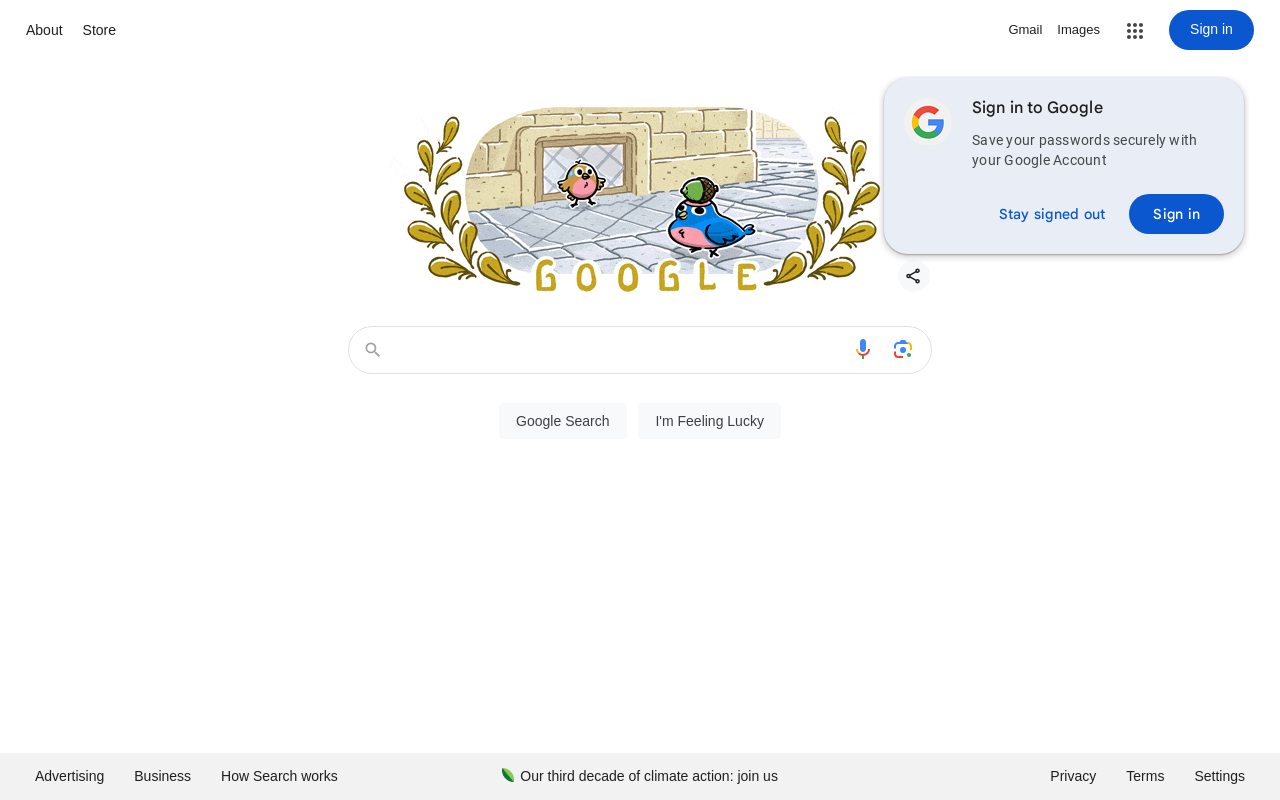 About
Store
Gmail
Images
Sign in
Sign in to Google
Save your passwords securely with
your Google Account
Stay signed out
Sign in
GOOGLE
Google Search
I'm Feeling Lucky
Advertising
Business
How Search works
Our third decade of climate action: join us
Privacy
Terms
Settings